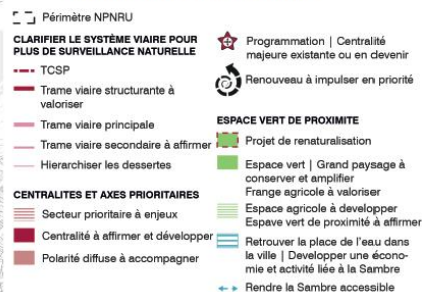 Périmètre NPNRU
CLARIFIER LE SYSTÈME VIAIRE POUR
PLUS DE SURVEILLANCE NATURELLE
TCSP
Trame viaire structurante à
valoriser
Trame viaire principale
Trame viaire secondaire à affirmer
Hierarchiser les dessertes
CENTRALITES ET AXES PRIORITAIRES
Secteur prioritaire à enjeux
Centralité à affirmer et développer
Polarité diffuse à accompagner
Programmation | Centralité
majeure existante ou en devenir
Renouveau à impulser en priorité
ESPACE VERT DE PROXIMITE
Projet de renaturalisation
Espace vert | Grand paysage à
conserver et amplifier
Frange agricole à valoriser
Espace agricole à developper
Espave vert de proximité à affirmer
Retrouver la place de l'eau dans
la ville | Developper une écono-
mie et activité liée à la Sambre
Rendre la Sambre accessible